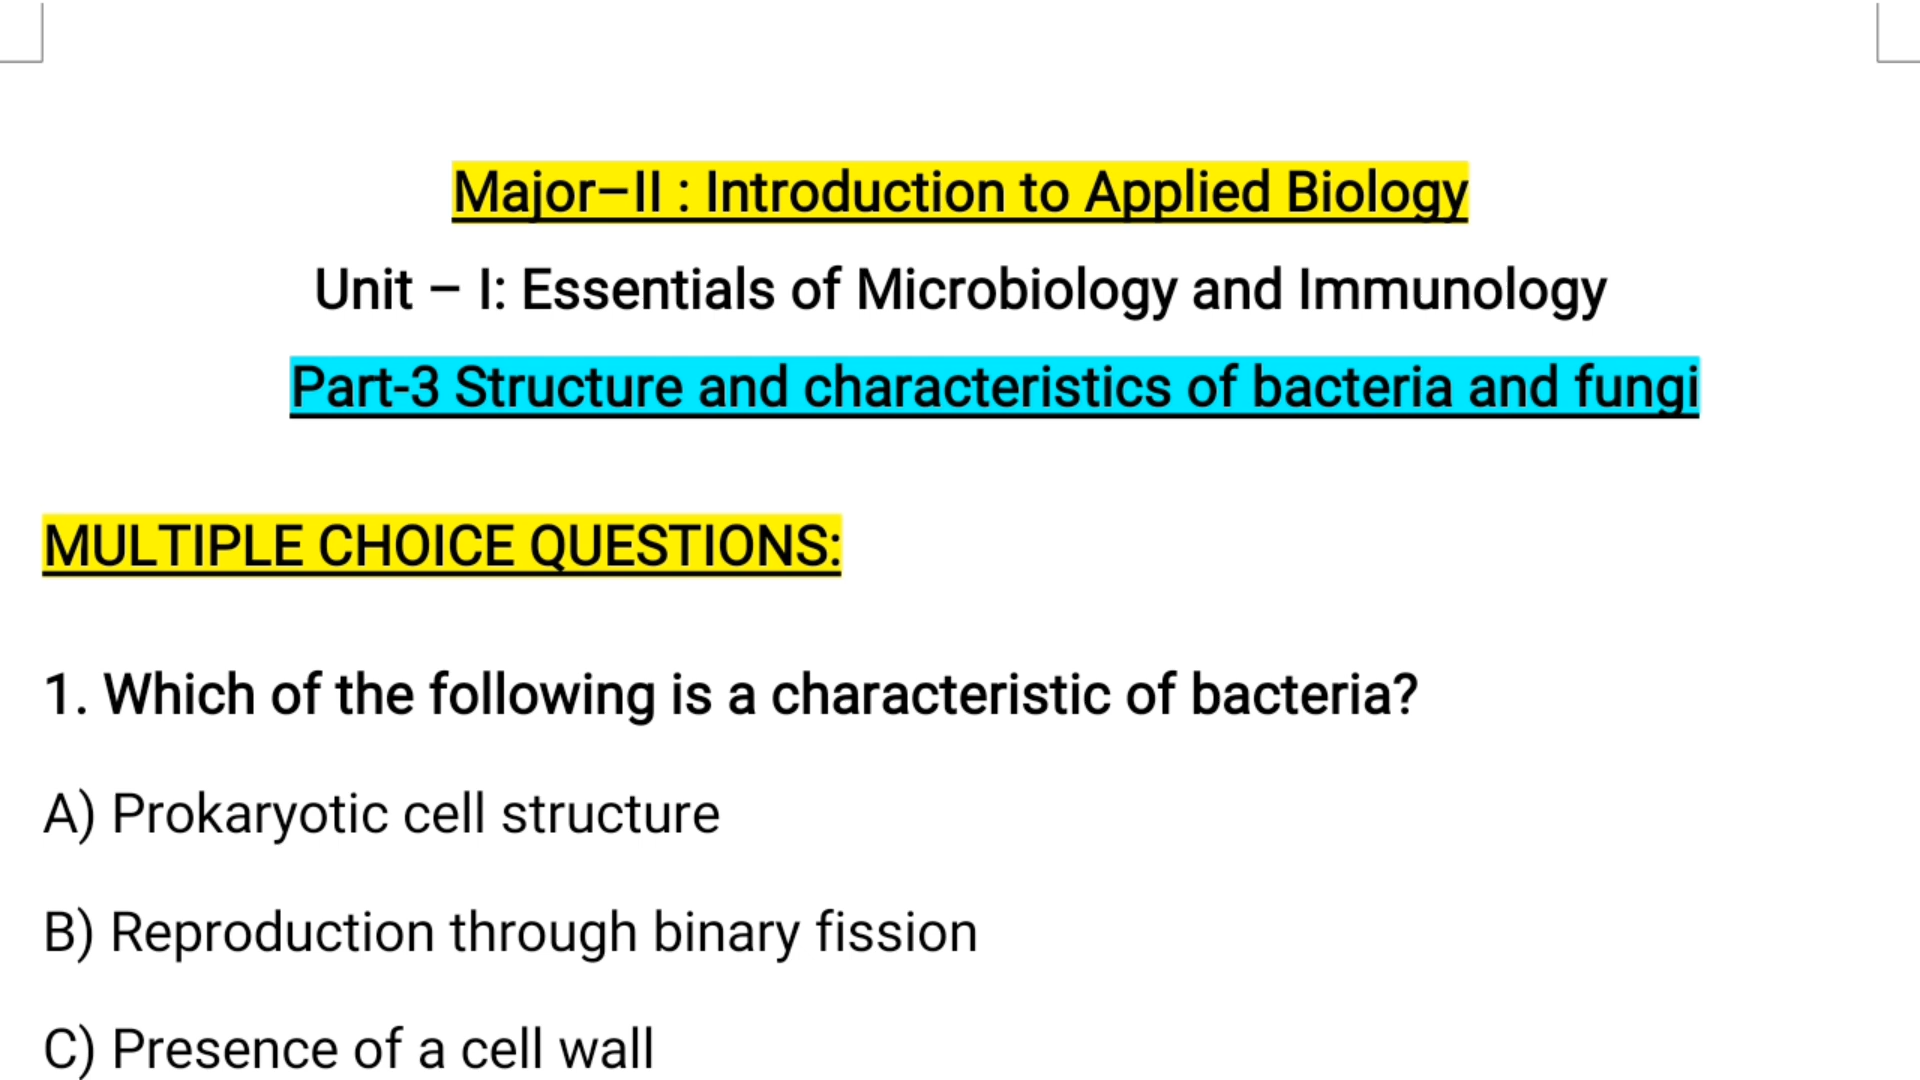 Major–II : Introduction to Applied Biology
Unit – I: Essentials of Microbiology and Immunology
Part-3 Structure and characteristics of bacteria and fungi
MULTIPLE CHOICE QUESTIONS:
1. Which of the following is a characteristic of bacteria?
A) Prokaryotic cell structure
B) Reproduction through binary fission
C) Presence of a cell wall